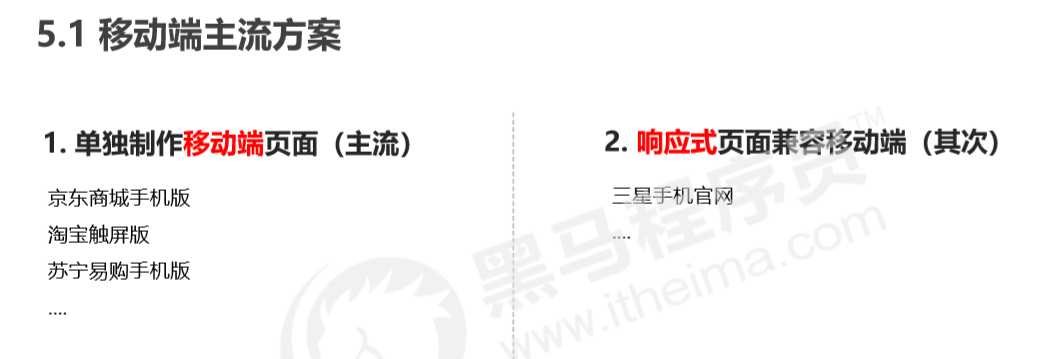 5.1 移动端主流方案
1. 单独制作移动端页面（主流）
京东商城手机版
淘宝触屏版
苏宁易购手机版
....
2. 响应式页面兼容移动端（其次）
三星手机官网
....
黑马程序员TM
www.itheima.com